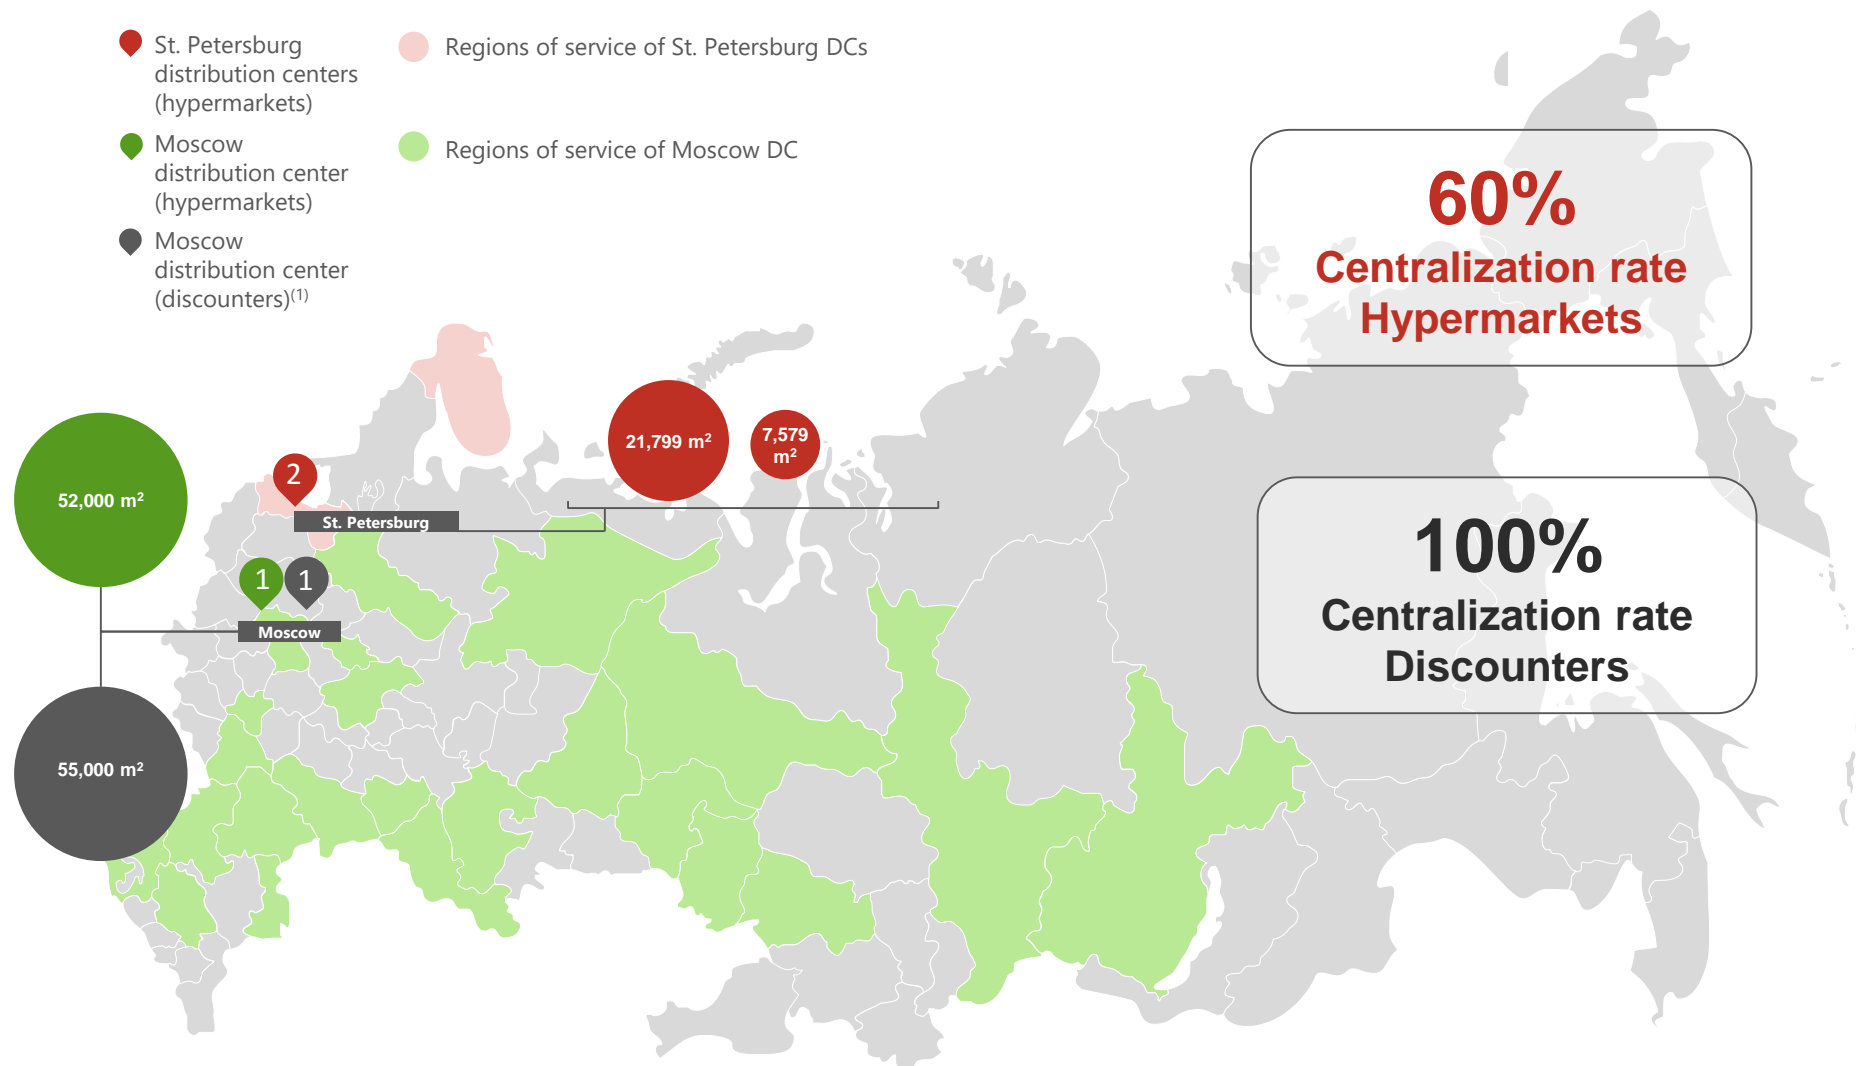 St. Petersburg
distribution centers
(hypermarkets)
Regions of service of St. Petersburg DCs
Moscow
distribution center
(hypermarkets)
Regions of service of Moscow DC
Moscow
distribution center
(discounters)(1)
60%
Centralization rate
Hypermarkets
100%
Centralization rate
Discounters
21,799 m²
7,579
m²
2
St. Petersburg
52,000 m²
1
1
Moscow
55,000 m²